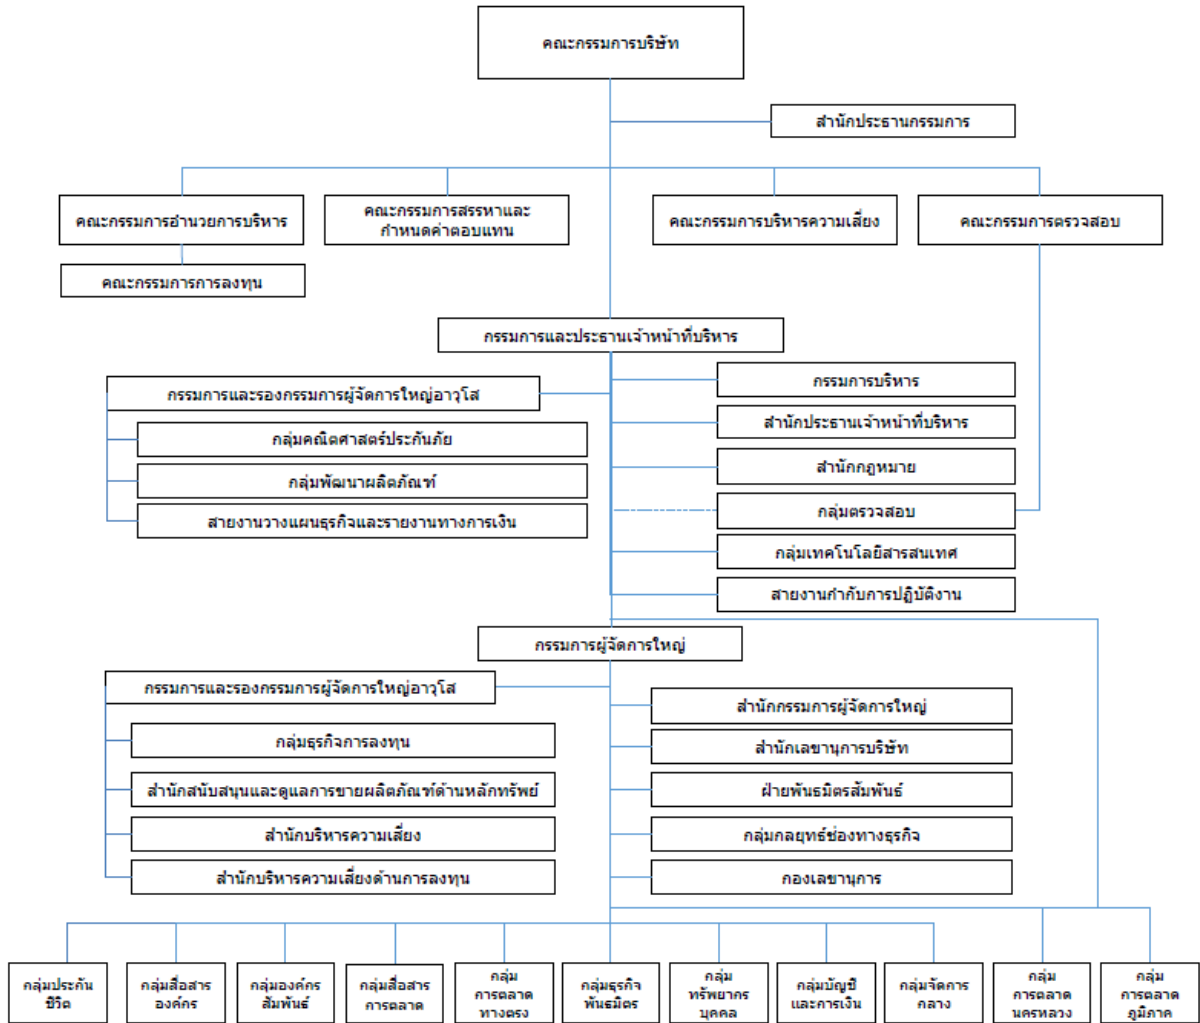 คณะกรรมการบริษัท
สำนักประธานกรรมการ
คณะกรรมการอำนวยการบริหาร
คณะกรรมการสรรหาและ
กำหนดค่าตอบแทน
คณะกรรมการบริหารความเสี่ยง
คณะกรรมการตรวจสอบ
คณะกรรมการการลงทุน
กรรมการและประธานเจ้าหน้าที่บริหาร
กรรมการและรองกรรมการผู้จัดการใหญ่อาวุโส
กลุ่มคณิตศาสตร์ประกันภัย
กลุ่มพัฒนาผลิตภัณฑ์
สายงานวางแผนธุรกิจและรายงานทางการเงิน
กรรมการบริหาร
สำนักประธานเจ้าหน้าที่บริหาร
สำนักกฎหมาย
กลุ่มตรวจสอบ
กลุ่มเทคโนโลยีสารสนเทศ
สายงานกำกับการปฏิบัติงาน
กรรมการผู้จัดการใหญ่
กรรมการและรองกรรมการผู้จัดการใหญ่อาวุโส
กลุ่มธุรกิจการลงทุน
สำนักสนับสนุนและดูแลการขายผลิตภัณฑ์ด้านหลักทรัพย์
สำนักบริหารความเสี่ยง
สำนักบริหารความเสี่ยงด้านการลงทุน
สำนักกรรมการผู้จัดการใหญ่
สำนักเลขานุการบริษัท
ฝ่ายพันธมิตรสัมพันธ์
กลุ่มกลยุทธ์ช่องทางธุรกิจ
กองเลขานุการ
กลุ่มประกัน
ชีวิต
กลุ่มสื่อสาร
องค์กร
กลุ่มองค์กร
สัมพันธ์
กลุ่มสื่อสาร
การตลาด
กลุ่ม
การตลาด
ทางตรง
กลุ่มธุรกิจ
พันธมิตร
กลุ่ม
ทรัพยากร
บุคคล
กลุ่มบัญชี
และการเงิน
กลุ่มจัดการ
กลาง
กลุ่ม
การตลาด
นครหลวง
กลุ่ม
การตลาด
ภูมิภาค